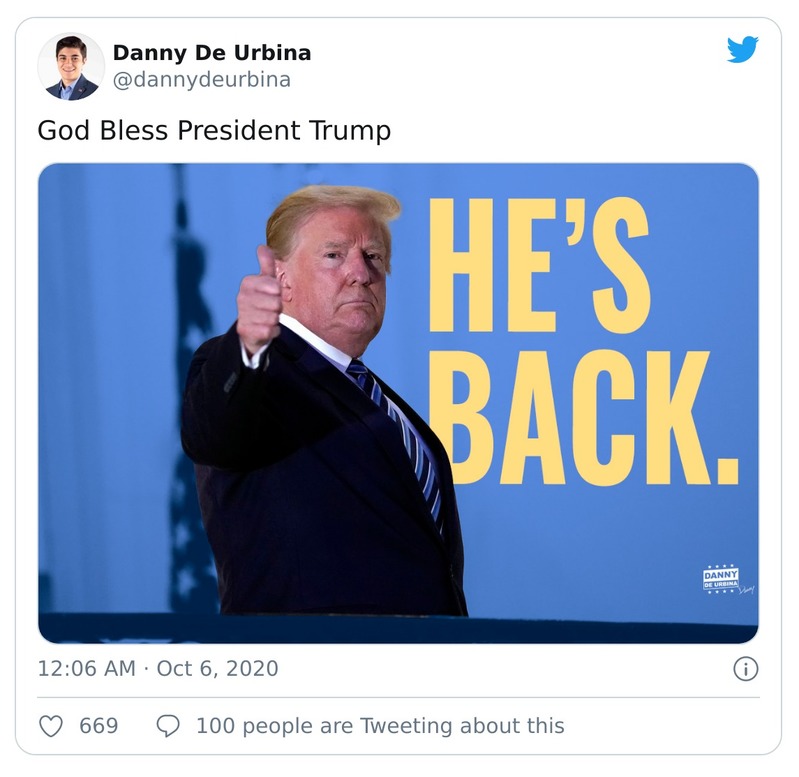 Danny De Urbina
@dannydeurbina
God Bless President Trump
HE’S
BACK.
DANNY
DE URBINA
12:06 AM · Oct 6, 2020
669
100 people are Tweeting about this